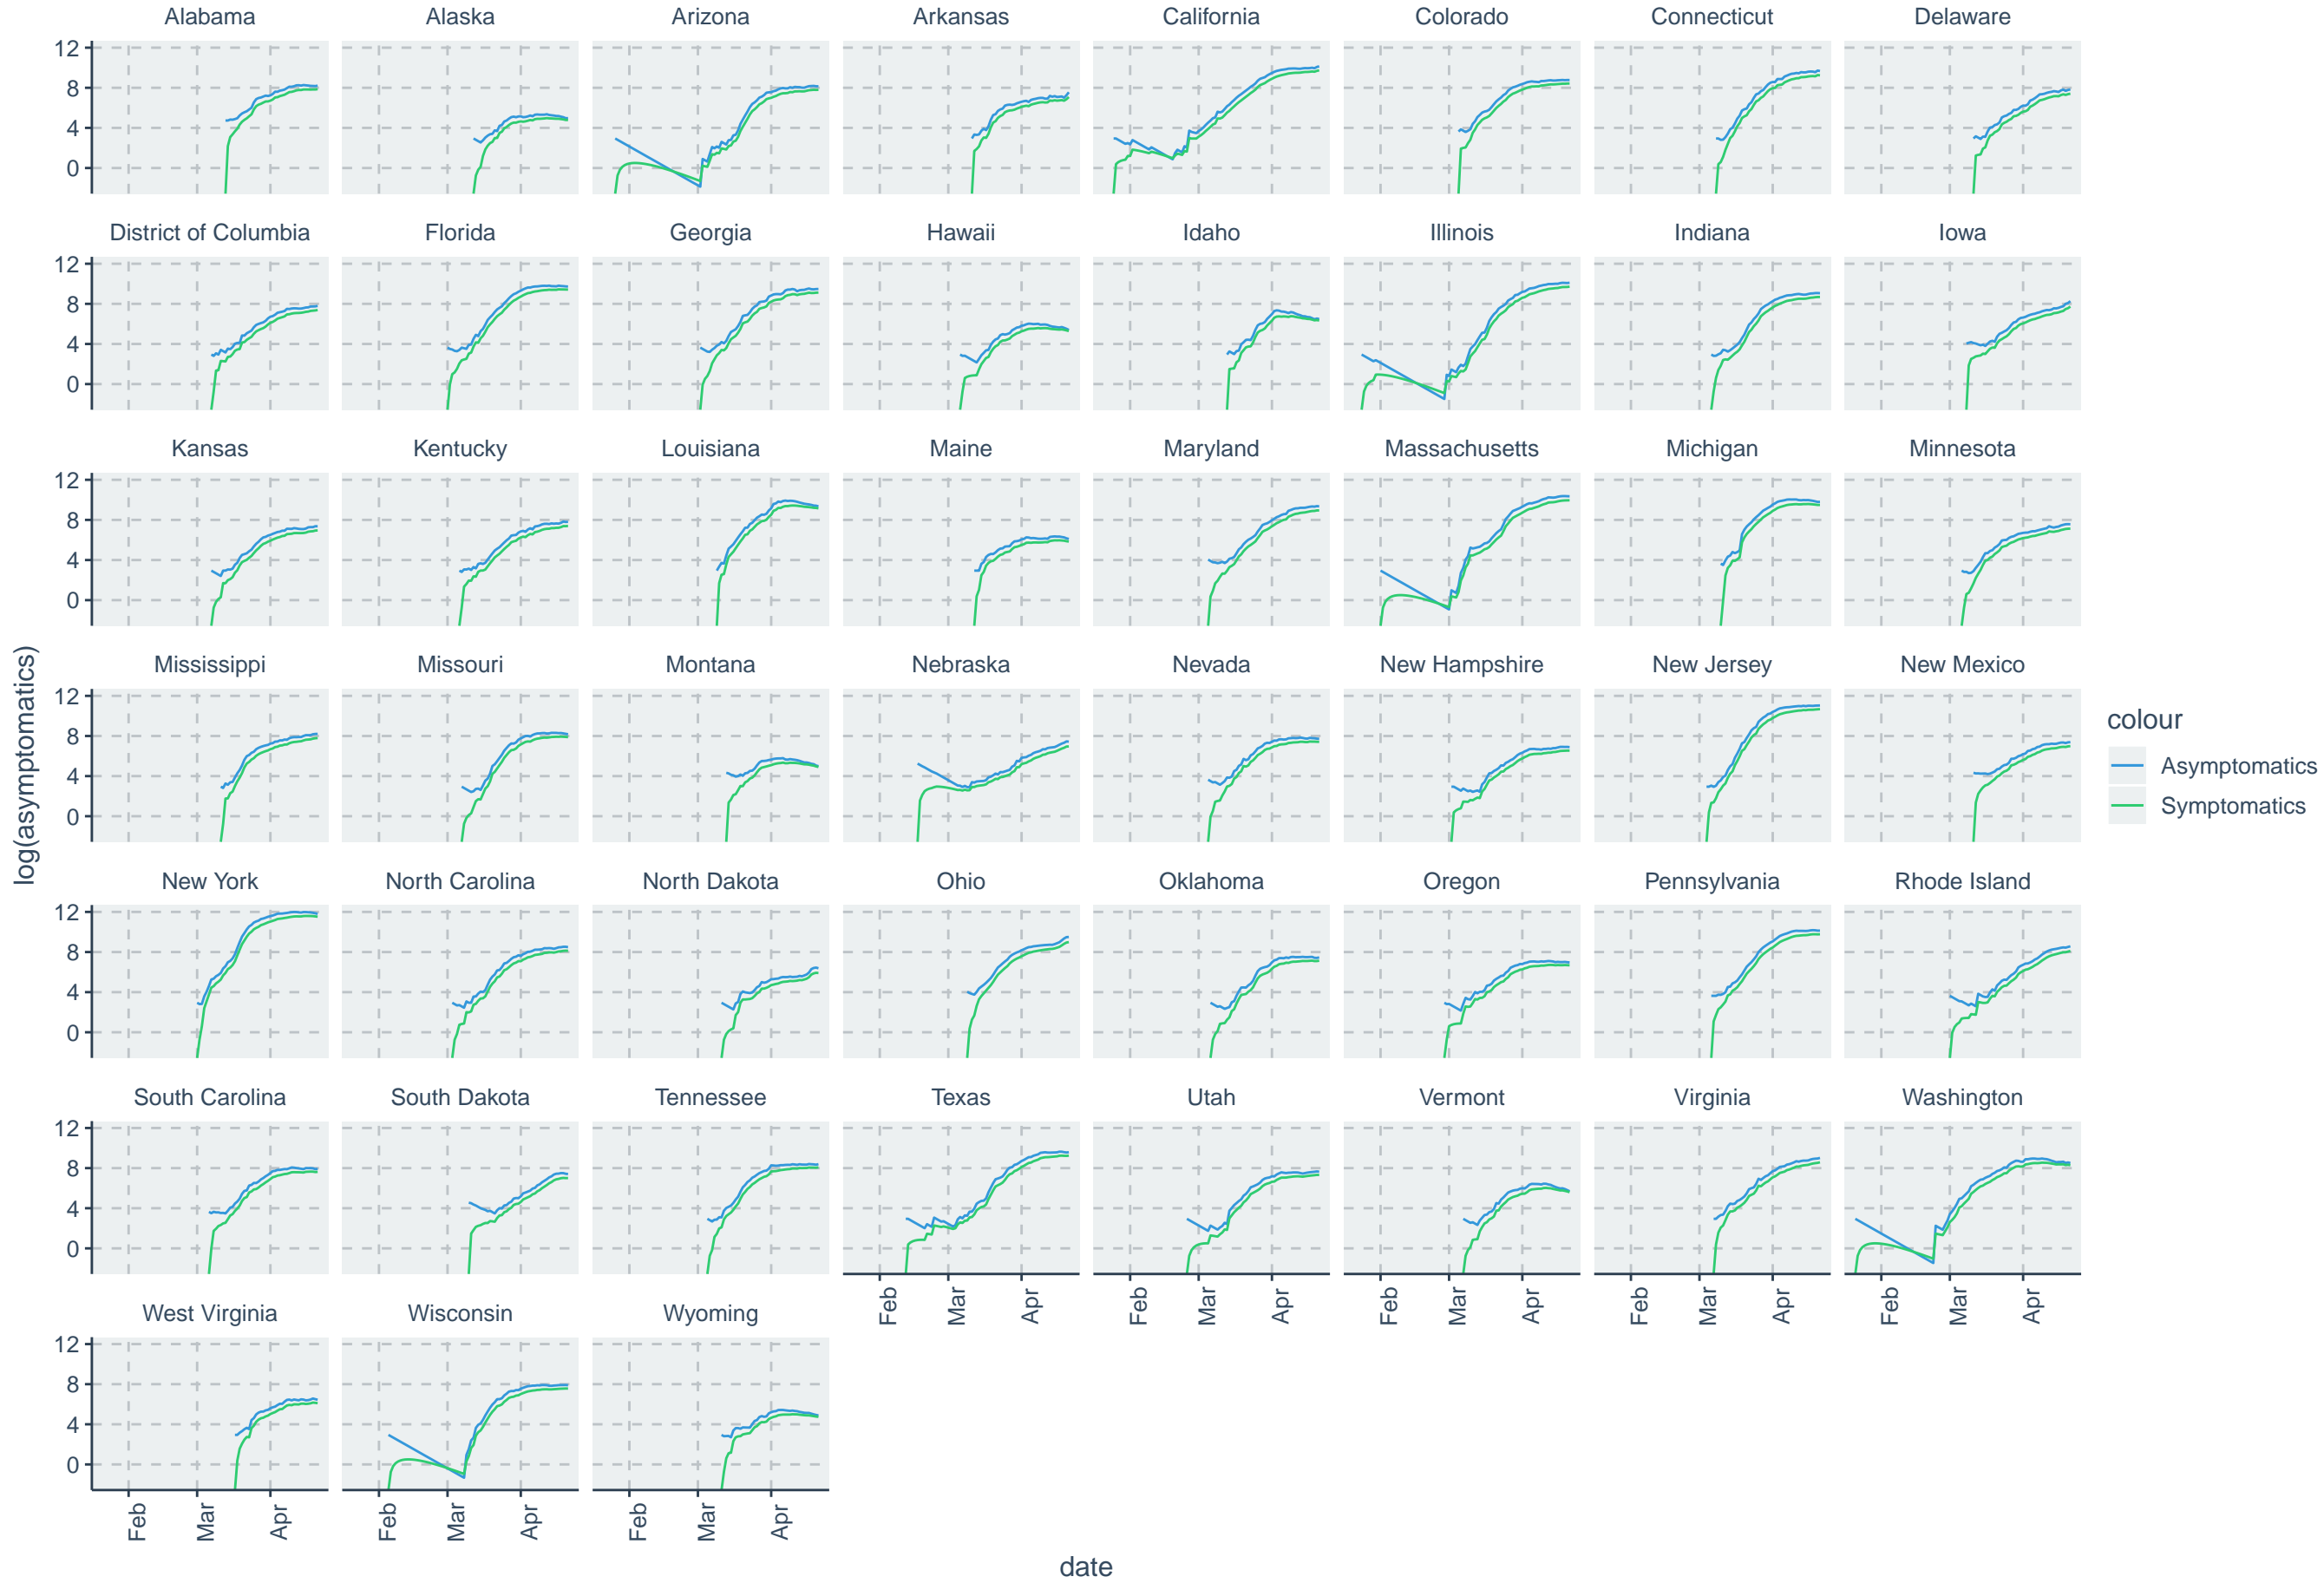 Alabama Alaska Arizona Arkansas California Colorado Connecticut Delaware
12
8
4
0
District of Columbia Florida Georgia Hawaii Idaho Illinois Indiana Iowa
12
8
4
0
Kansas Kentucky Louisiana Maine Maryland Massachusetts Michigan Minnesota
12
8
4
0
Mississippi Missouri Montana Nebraska Nevada New Hampshire New Jersey New Mexico
12
8
4
0
log(asymptomatics)
colour
Asymptomatics
Symptomatics
New York North Carolina North Dakota Ohio Oklahoma Oregon Pennsylvania Rhode Island
12
8
4
0
South Carolina South Dakota Tennessee Texas Utah Vermont Virginia Washington
12
8
4
0
Feb Mar Apr Feb Mar Apr Feb Mar Apr Feb Mar Apr Feb Mar Apr
West Virginia Wisconsin Wyoming
12
8
4
0
Feb Mar Apr Feb Mar Apr Feb Mar Apr
date